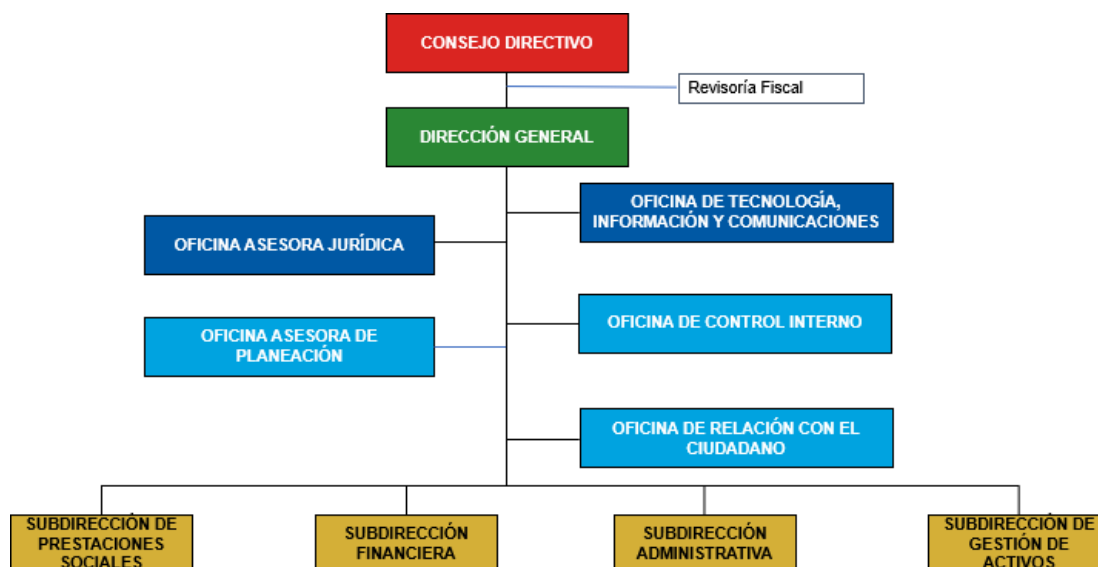 CONSEJO DIRECTIVO
Revisoría Fiscal
DIRECCIÓN GENERAL
OFICINA DE TECNOLOGÍA,
INFORMACIÓN Y COMUNICACIONES
OFICINA ASESORA JURÍDICA
OFICINA DE CONTROL INTERNO
OFICINA ASESORA DE
PLANEACIÓN
OFICINA DE RELACIÓN CON EL
CIUDADANO
SUBDIRECCIÓN DE
PRESTACIONES
SOCIALES
SUBDIRECCIÓN
FINANCIERA
SUBDIRECCIÓN
ADMINISTRATIVA
SUBDIRECCIÓN DE
GESTIÓN DE
ACTIVOS